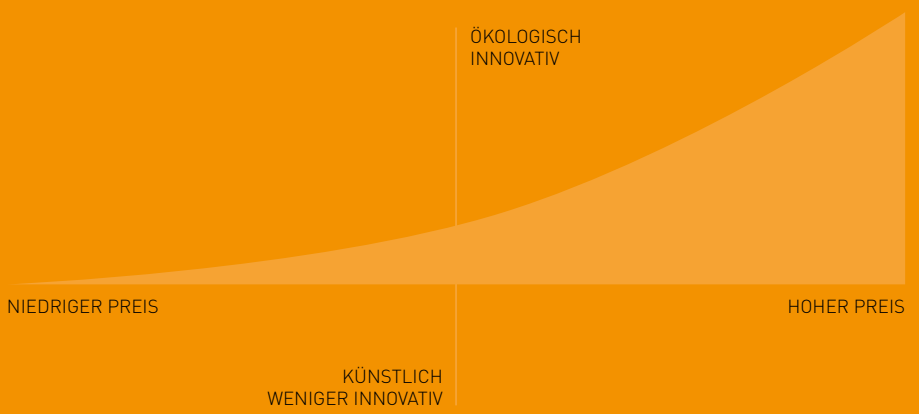 ÖKOLOGISCH
INNOVATIV
NIEDRIGER PREIS
HOHER PREIS
KÜNSTLICH
WENIGER INNOVATIV